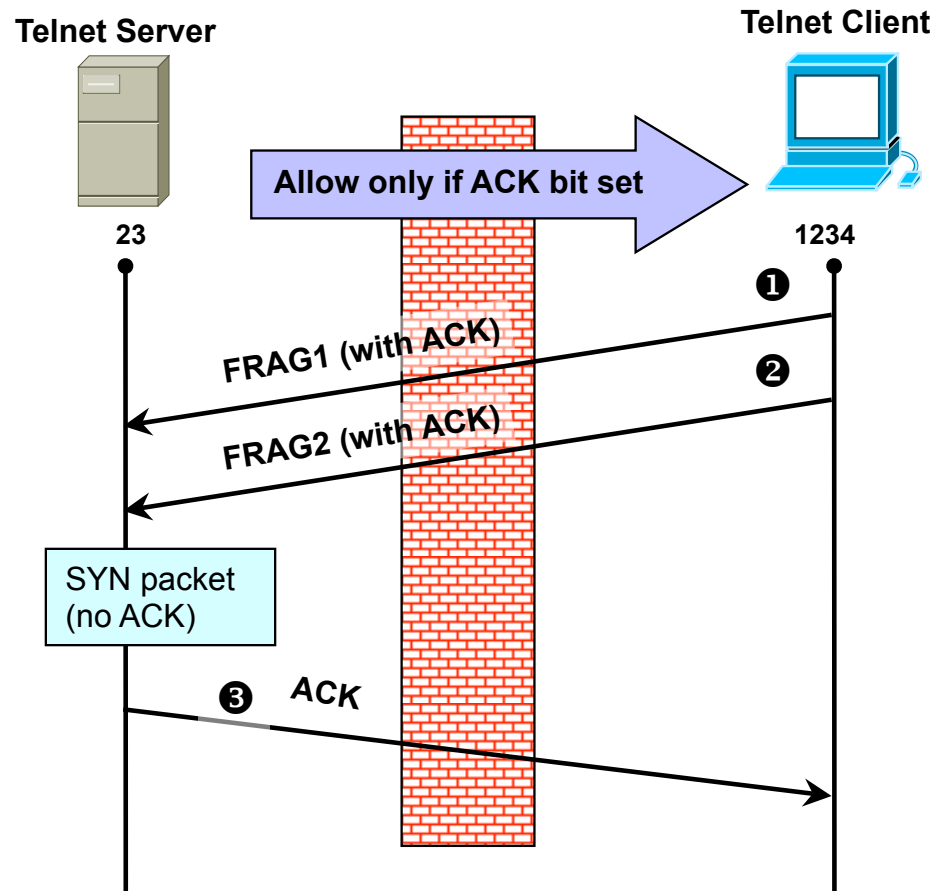 Telnet Server
Telnet Client
Allow only if ACK bit set
23
1234
❶
FRAG1 (with ACK)
❷
FRAG2 (with ACK)
SYN packet
(no ACK)
❸
ACK